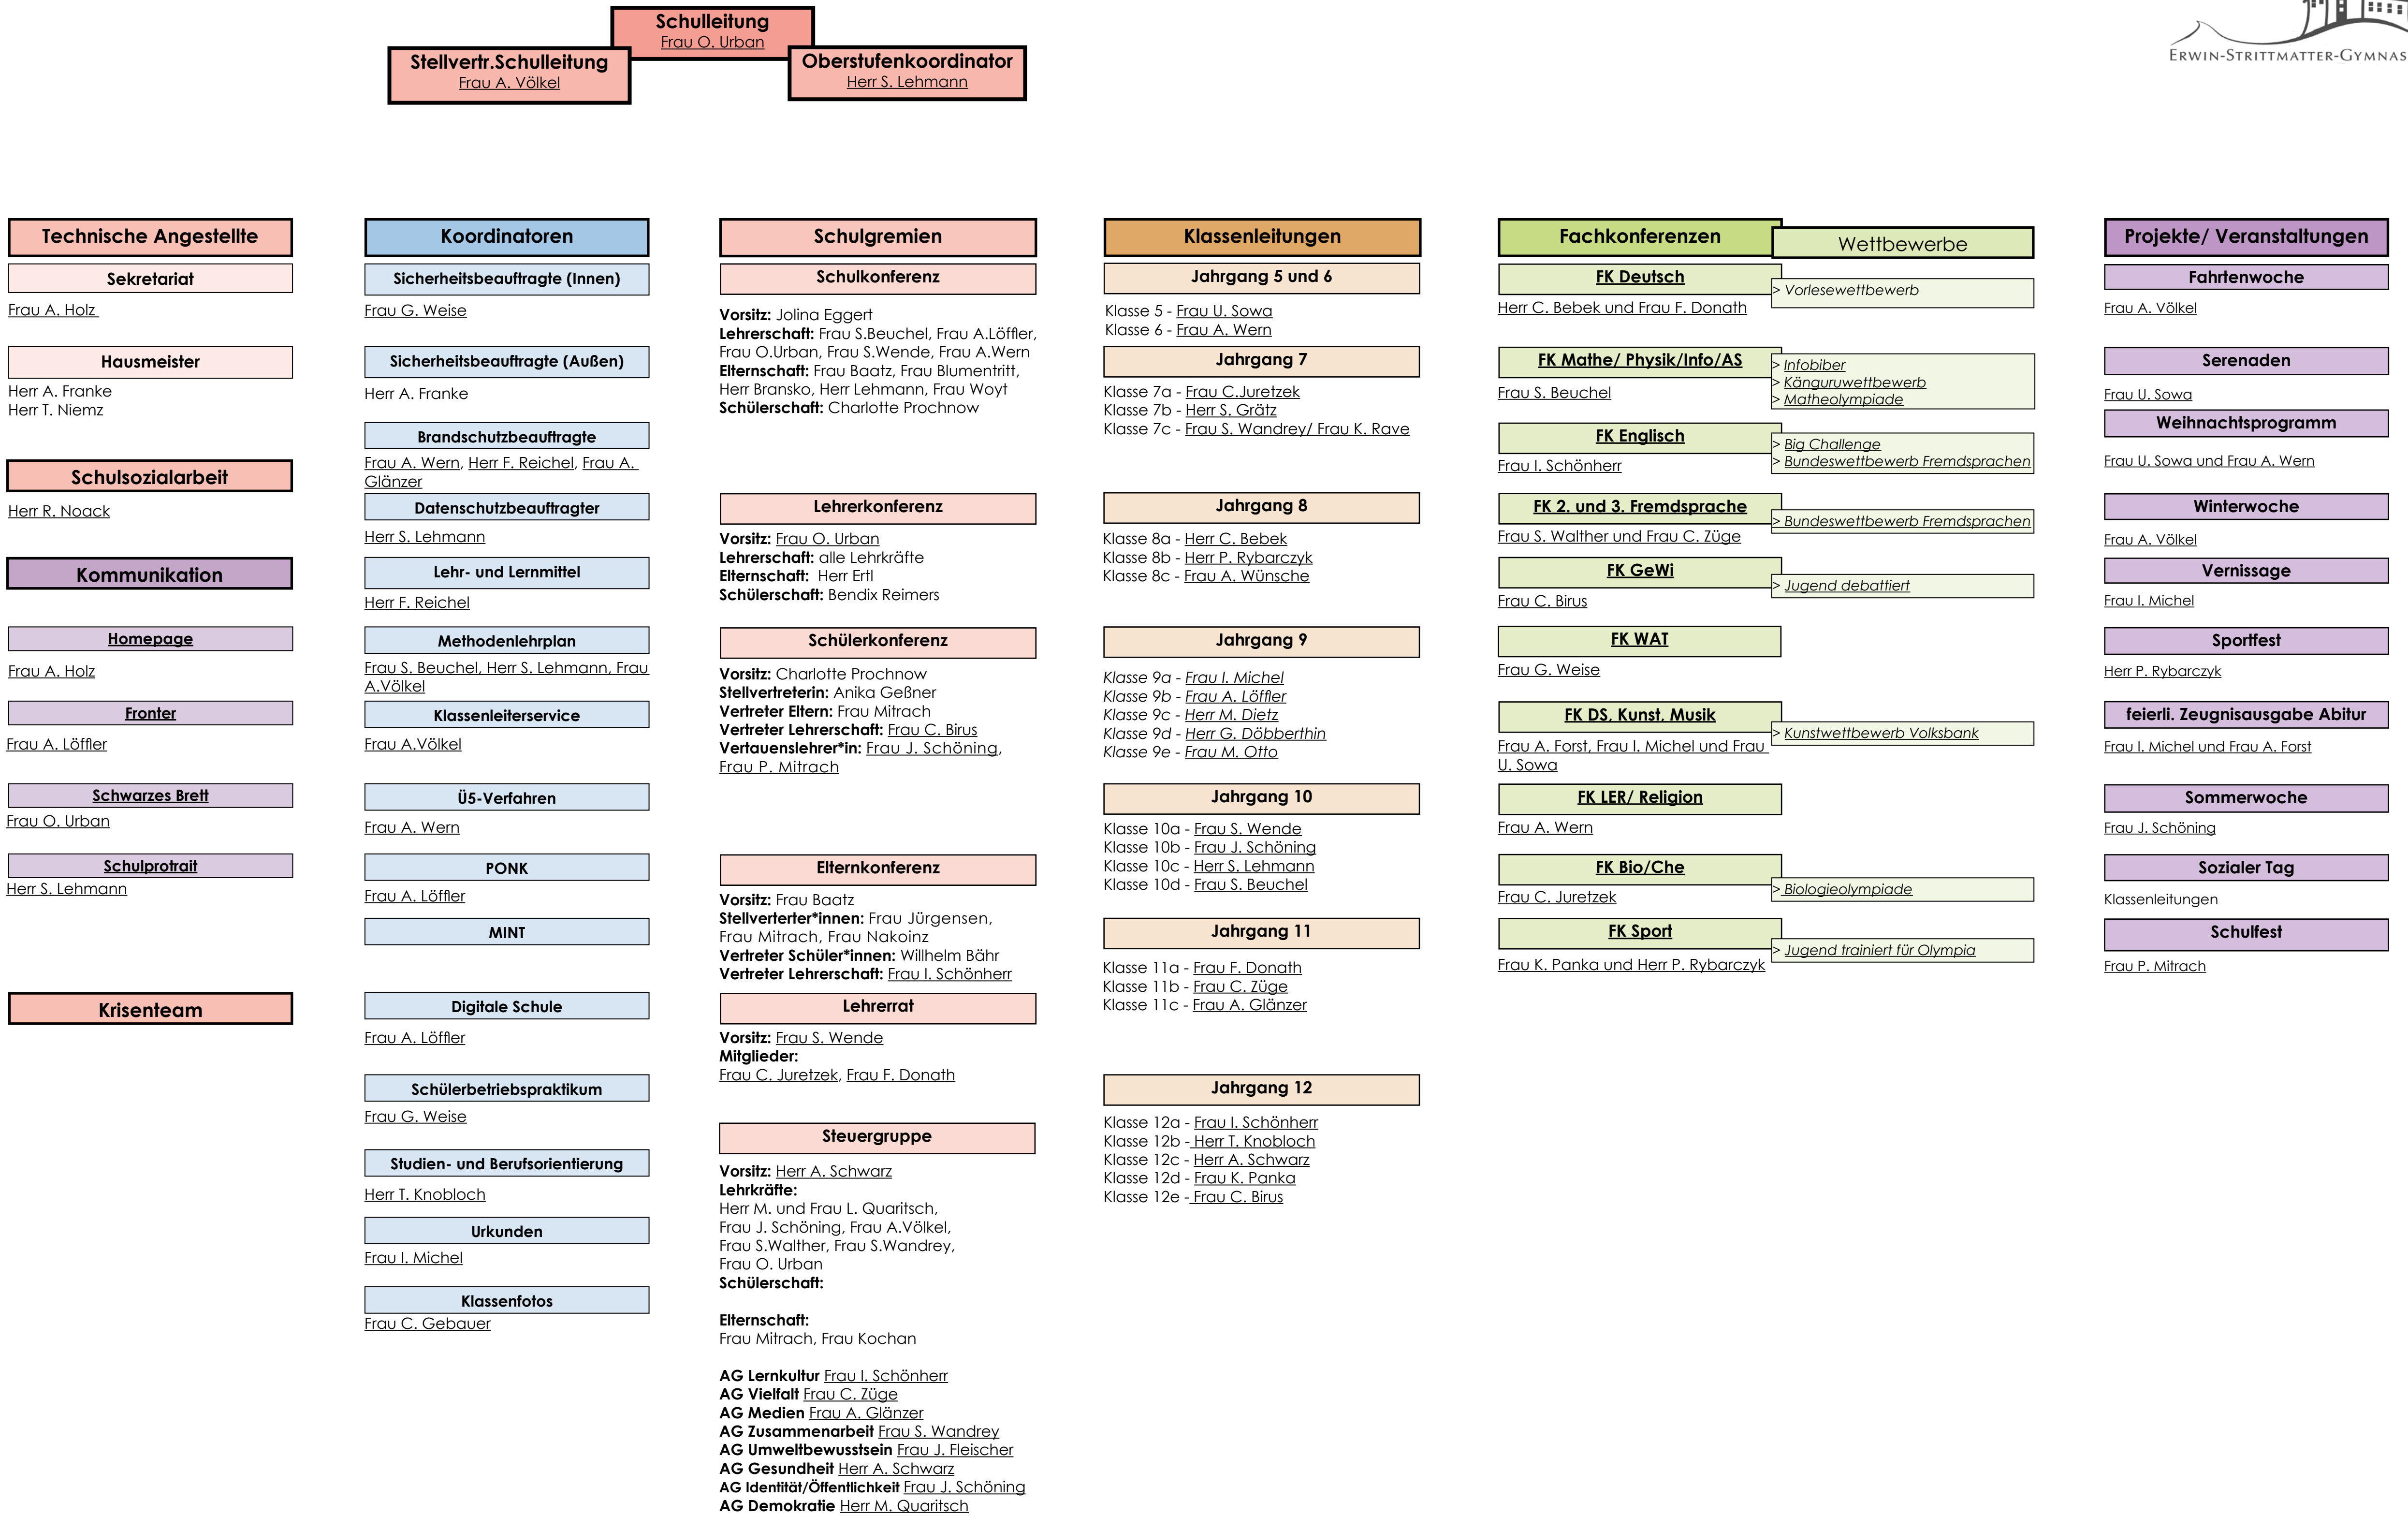 Schulleitung
Frau O. Urban
Stellvertr.Schulleitung
Frau A. Völkel
Oberstufenkoordinator
Herr S. Lehmann
ERWIN-STRITTMATTER-GYMNAS
Technische Angestellte
Sekretariat
Frau A. Holz
Hausmeister
Herr A. Franke
Herr T. Niemz
Schulsozialarbeit
Herr R. Noack
Kommunikation
Homepage
Frau A. Holz
Fronter
Frau A. Löffler
Schwarzes Brett
Frau O. Urban
Schulprotrait
Herr S. Lehmann
Krisenteam
Koordinatoren
Sicherheitsbeauftragte (Innen)
Frau G. Weise
Sicherheitsbeauftragte (Außen)
Herr A. Franke
Brandschutzbeauftragte
Frau A. Wern, Herr F. Reichel, Frau A.
Glänzer
Datenschutzbeauftragter
Herr S. Lehmann
Lehr- und Lernmittel
Herr F. Reichel
Methodenlehrplan
Frau S. Beuchel, Herr S. Lehmann, Frau
A.Völkel
Klassenleiterservice
Frau A.Völkel
Ü5-Verfahren
Frau A. Wern
PONK
Frau A. Löffler
MINT
Digitale Schule
Frau A. Löffler
Schülerbetriebspraktikum
Frau G. Weise
Studien- und Berufsorientierung
Herr T. Knobloch
Urkunden
Frau I. Michel
Klassenfotos
Frau C. Gebauer
Schulgremien
Schulkonferenz
Vorsitz: Jolina Eggert
Lehrerschaft: Frau S.Beuchel, Frau A.Löffler,
Frau O.Urban, Frau S.Wende, Frau A.Wern
Elternschaft: Frau Baatz, Frau Blumentritt,
Herr Bransko, Herr Lehmann, Frau Woyt
Schülerschaft: Charlotte Prochnow
Lehrerkonferenz
Vorsitz: Frau O. Urban
Lehrerschaft: alle Lehrkräfte
Elternschaft: Herr Ertl
Schülerschaft: Bendix Reimers
Schülerkonferenz
Vorsitz: Charlotte Prochnow
Stellvertreterin: Anika Geßner
Vertreter Eltern: Frau Mitrach
Vertreter Lehrerschaft: Frau C. Birus
Vertauenslehrer*in: Frau J. Schöning,
Frau P. Mitrach
Elternkonferenz
Vorsitz: Frau Baatz
Stellverterter*innen: Frau Jürgensen,
Frau Mitrach, Frau Nakoinz
Vertreter Schüler*innen: Willhelm Bähr
Vertreter Lehrerschaft: Frau I. Schönherr
Lehrerrat
Vorsitz: Frau S. Wende
Mitglieder:
Frau C. Juretzek, Frau F. Donath
Steuergruppe
Vorsitz: Herr A. Schwarz
Lehrkräfte:
Herr M. und Frau L. Quaritsch,
Frau J. Schöning, Frau A.Völkel,
Frau S.Walther, Frau S.Wandrey,
Frau O. Urban
Schülerschaft:
Elternschaft:
Frau Mitrach, Frau Kochan
AG Lernkultur Frau I. Schönherr
AG Vielfalt Frau C. Züge
AG Medien Frau A. Glänzer
AG Zusammenarbeit Frau S. Wandrey
AG Umweltbewusstsein Frau J. Fleischer
AG Gesundheit Herr A. Schwarz
AG Identität/Öffentlichkeit Frau J. Schöning
AG Demokratie Herr M. Quaritsch
Klassenleitungen
Jahrgang 5 und 6
Klasse 5 - Frau U. Sowa
Klasse 6 - Frau A. Wern
Jahrgang 7
Klasse 7a - Frau C.Juretzek
Klasse 7b - Herr S. Grätz
Klasse 7c - Frau S. Wandrey/ Frau K. Rave
Jahrgang 8
Klasse 8a - Herr C. Bebek
Klasse 8b - Herr P. Rybarczyk
Klasse 8c - Frau A. Wünsche
Jahrgang 9
Klasse 9a - Frau I. Michel
Klasse 9b - Frau A. Löffler
Klasse 9c - Herr M. Dietz
Klasse 9d - Herr G. Döbberthin
Klasse 9e - Frau M. Otto
Jahrgang 10
Klasse 10a - Frau S. Wende
Klasse 10b - Frau J. Schöning
Klasse 10c - Herr S. Lehmann
Klasse 10d - Frau S. Beuchel
Jahrgang 11
Klasse 11a - Frau F. Donath
Klasse 11b - Frau C. Züge
Klasse 11c - Frau A. Glänzer
Jahrgang 12
Klasse 12a - Frau I. Schönherr
Klasse 12b - Herr T. Knobloch
Klasse 12c - Herr A. Schwarz
Klasse 12d - Frau K. Panka
Klasse 12e - Frau C. Birus
Fachkonferenzen
Wettbewerbe
FK Deutsch
> Vorlesewettbewerb
Herr C. Bebek und Frau F. Donath
FK Mathe/ Physik/Info/AS
> Infobiber
> Känguruwettbewerb
> Matheolympiade
Frau S. Beuchel
FK Englisch
> Big Challenge
> Bundeswettbewerb Fremdsprachen
Frau I. Schönherr
FK 2. und 3. Fremdsprache
> Bundeswettbewerb Fremdsprachen
Frau S. Walther und Frau C. Züge
FK GeWi
> Jugend debattiert
Frau C. Birus
FK WAT
Frau G. Weise
FK DS, Kunst, Musik
> Kunstwettbewerb Volksbank
Frau A. Forst, Frau I. Michel und Frau
U. Sowa
FK LER/ Religion
Frau A. Wern
FK Bio/Che
> Biologieolympiade
Frau C. Juretzek
FK Sport
> Jugend trainiert für Olympia
Frau K. Panka und Herr P. Rybarczyk
Projekte/ Veranstaltungen
Fahrtenwoche
Frau A. Völkel
Serenaden
Frau U. Sowa
Weihnachtsprogramm
Frau U. Sowa und Frau A. Wern
Winterwoche
Frau A. Völkel
Vernissage
Frau I. Michel
Sportfest
Herr P. Rybarczyk
feierli. Zeugnisausgabe Abitur
Frau I. Michel und Frau A. Forst
Sommerwoche
Frau J. Schöning
Sozialer Tag
Klassenleitungen
Schulfest
Frau P. Mitrach